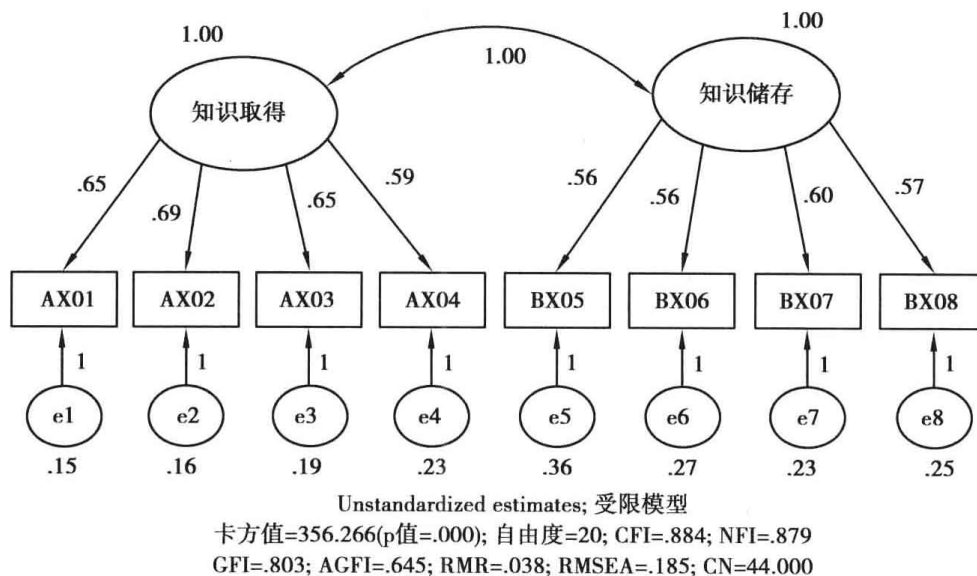 1.00
1.00
1.00
知识取得
知识储存
.65
.69
.65
.59
.56
.56
.60
.57
AX01
AX02
AX03
AX04
BX05
BX06
BX07
BX08
1
1
1
1
1
1
1
1
e1
e2
e3
e4
e5
e6
e7
e8
.15
.16
.19
.23
.36
.27
.23
.25
Unstandardized estimates; 受限模型
卡方值=356.266(p值=.000); 自由度=20; CFI=.884; NFI=.879
GFI=.803; AGFI=.645; RMR=.038; RMSEA=.185; CN=44.000